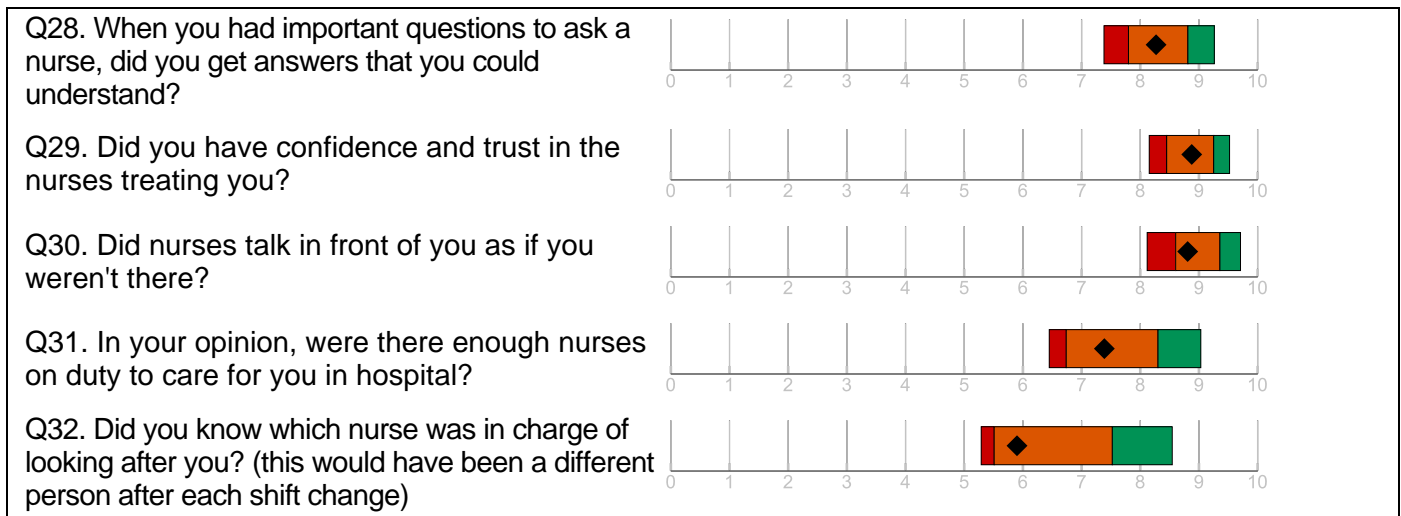 Q28. When you had important questions to ask a
nurse, did you get answers that you could
understand?
0 1 2 3 4 5 6 7 8 9 10
Q29. Did you have confidence and trust in the
nurses treating you?
0 1 2 3 4 5 6 7 8 9 10
Q30. Did nurses talk in front of you as if you
weren't there?
0 1 2 3 4 5 6 7 8 9 10
Q31. In your opinion, were there enough nurses
on duty to care for you in hospital?
0 1 2 3 4 5 6 7 8 9 10
Q32. Did you know which nurse was in charge of
looking after you? (this would have been a different
person after each shift change)
0 1 2 3 4 5 6 7 8 9 10